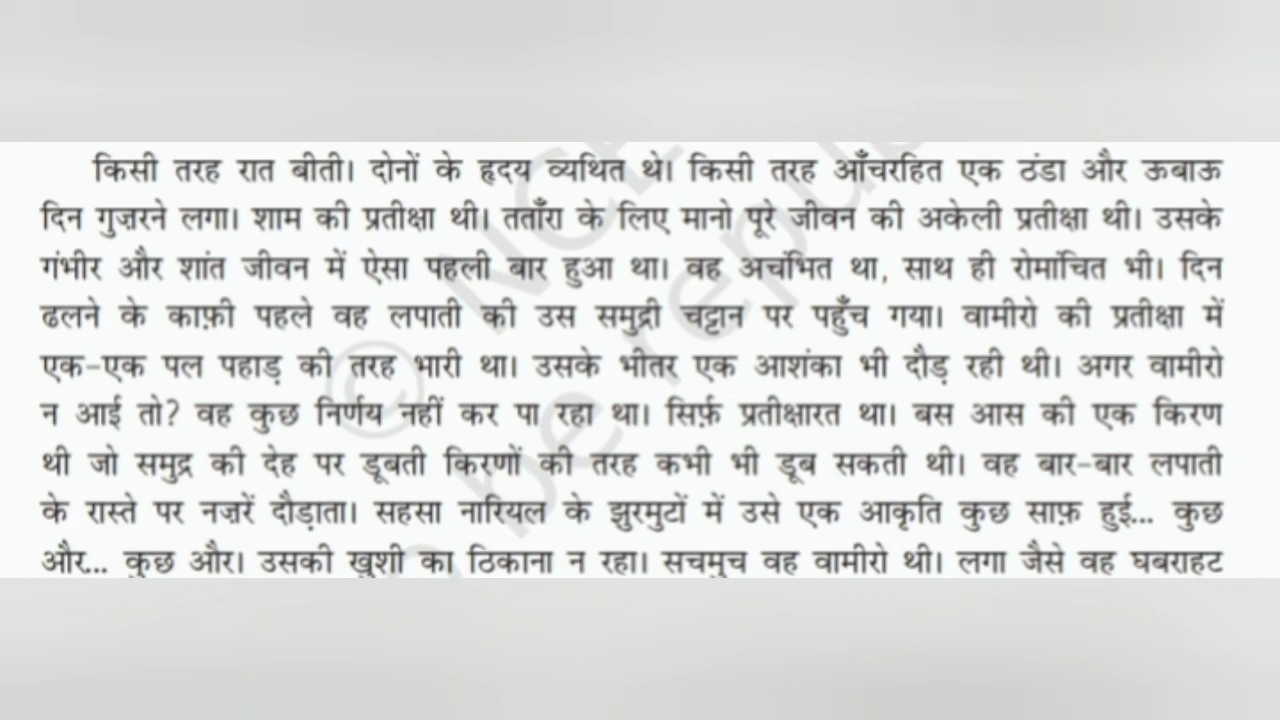 किसी तरह रात बीती। दोनों के हृदय व्यथित थे। किसी तरह आँचरहित एक ठंडा और ऊबाऊ
दिन गुज़रने लगा। शाम की प्रतीक्षा थी। तताँरा के लिए मानो पूरे जीवन की अकेली प्रतीक्षा थी। उसके
गंभीर और शांत जीवन में ऐसा पहली बार हुआ था। वह अचंभित था, साथ ही रोमांचित भी। दिन
ढलने के काफ़ी पहले वह लपाती की उस समुद्री चट्टान पर पहुँच गया। वामीरो की प्रतीक्षा में
एक-एक पल पहाड़ की तरह भारी था। उसके भीतर एक आशंका भी दौड़ रही थी। अगर वामीरो
न आई तो? वह कुछ निर्णय नहीं कर पा रहा था। सिर्फ़ प्रतीक्षारत था। बस आस की एक किरण
थी जो समुद्र की देह पर डूबती किरणों की तरह कभी भी डूब सकती थी। वह बार-बार लपाती
के रास्ते पर नज़रें दौड़ाता। सहसा नारियल के झुरमुटों में उसे एक आकृति कुछ साफ़ हुई... कुछ
और... कुछ और। उसकी खुशी का ठिकाना न रहा। सचमुच वह वामीरो थी। लगा जैसे वह घबराहट